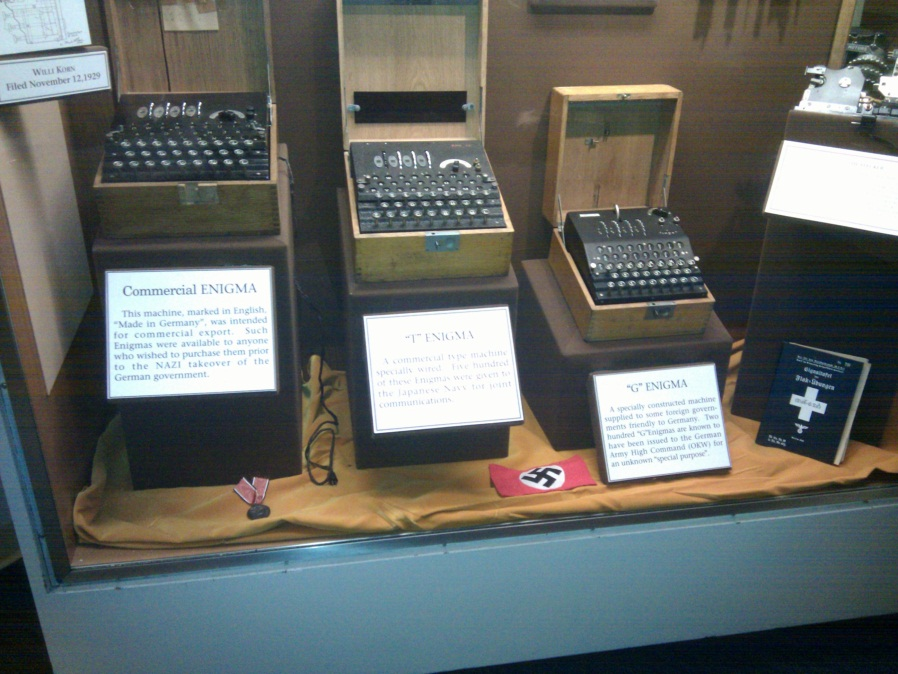 WILLI KORN
Filed November 12, 1929
Commercial ENIGMA
This machine, marked in English,
"Made in Germany", was intended
for commercial export. Such
Enigmas were available to anyone
who wished to purchase them prior
to the NAZI takeover of the
German government.
"T" ENIGMA
A commercial type machine
specially wired. Five hundred
of these Enigmas were given to
the Japanese Navy for joint
communications.
"G" ENIGMA
A specially constructed machine
supplied to some foreign govern-
ments friendly to Germany. Two
hundred "G" Enigmas are known to
have been issued to the German
Army High Command (OKW) for
an unknown "special purpose".